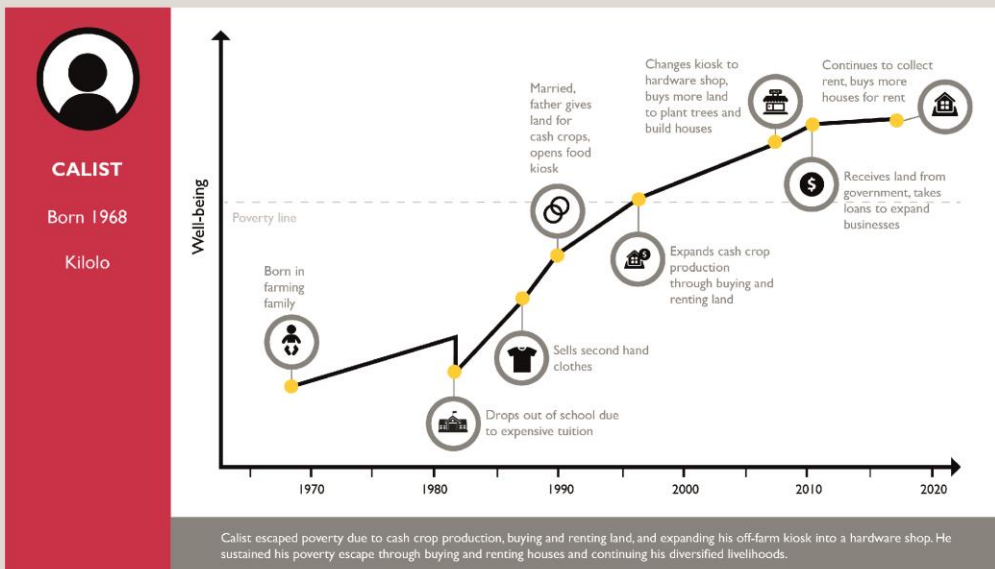 CALIST
Born 1968
Kilolo
Well-being
Poverty line
Born in
farming
family
Drops out of school due
to expensive tuition
Sells second hand
clothes
Married,
father gives
land for
cash crops,
opens food
kiosk
Expands cash crop
production
through buying and
renting land
Changes kiosk to
hardware shop,
buys more land
to plant trees and
build houses
Receives land from
government, takes
loans to expand
businesses
Continues to collect
rent, buys more
houses for rent
$
$
1970
1980
1990
2000
2010
2020
Calist escaped poverty due to cash crop production, buying and renting land, and expanding his off-farm kiosk into a hardware shop. He
sustained his poverty escape through buying and renting houses and continuing his diversified livelihoods.